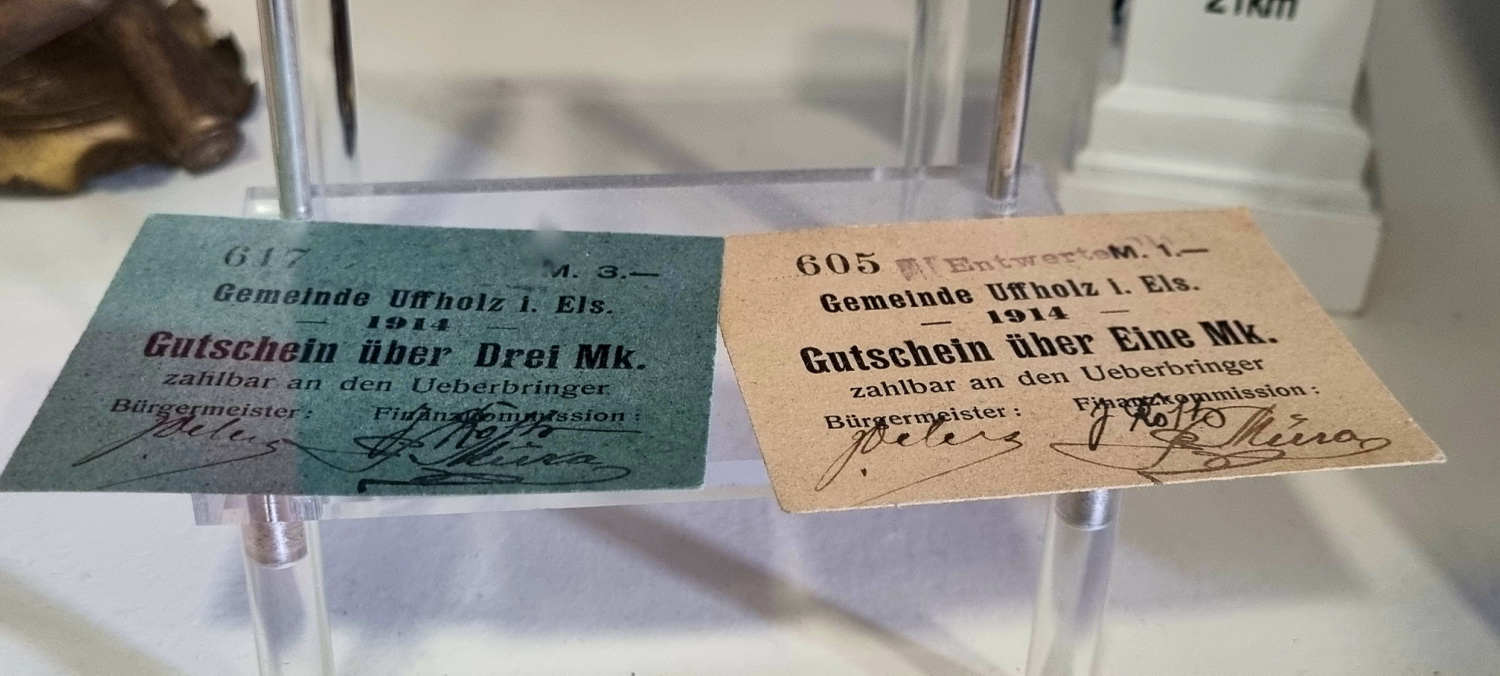 21km
617
M. 3.—
Gemeinde Uffholz i. Els.
— 1914 —
Gutschein über Drei Mk.
zahlbar an den Ueberbringer
Bürgermeister : Finanzkommission :
605 Entwertet M. 1.—
Gemeinde Uffholz i. Els.
— 1914 —
Gutschein über Eine Mk.
zahlbar an den Ueberbringer
Bürgermeister : Finanzkommission :